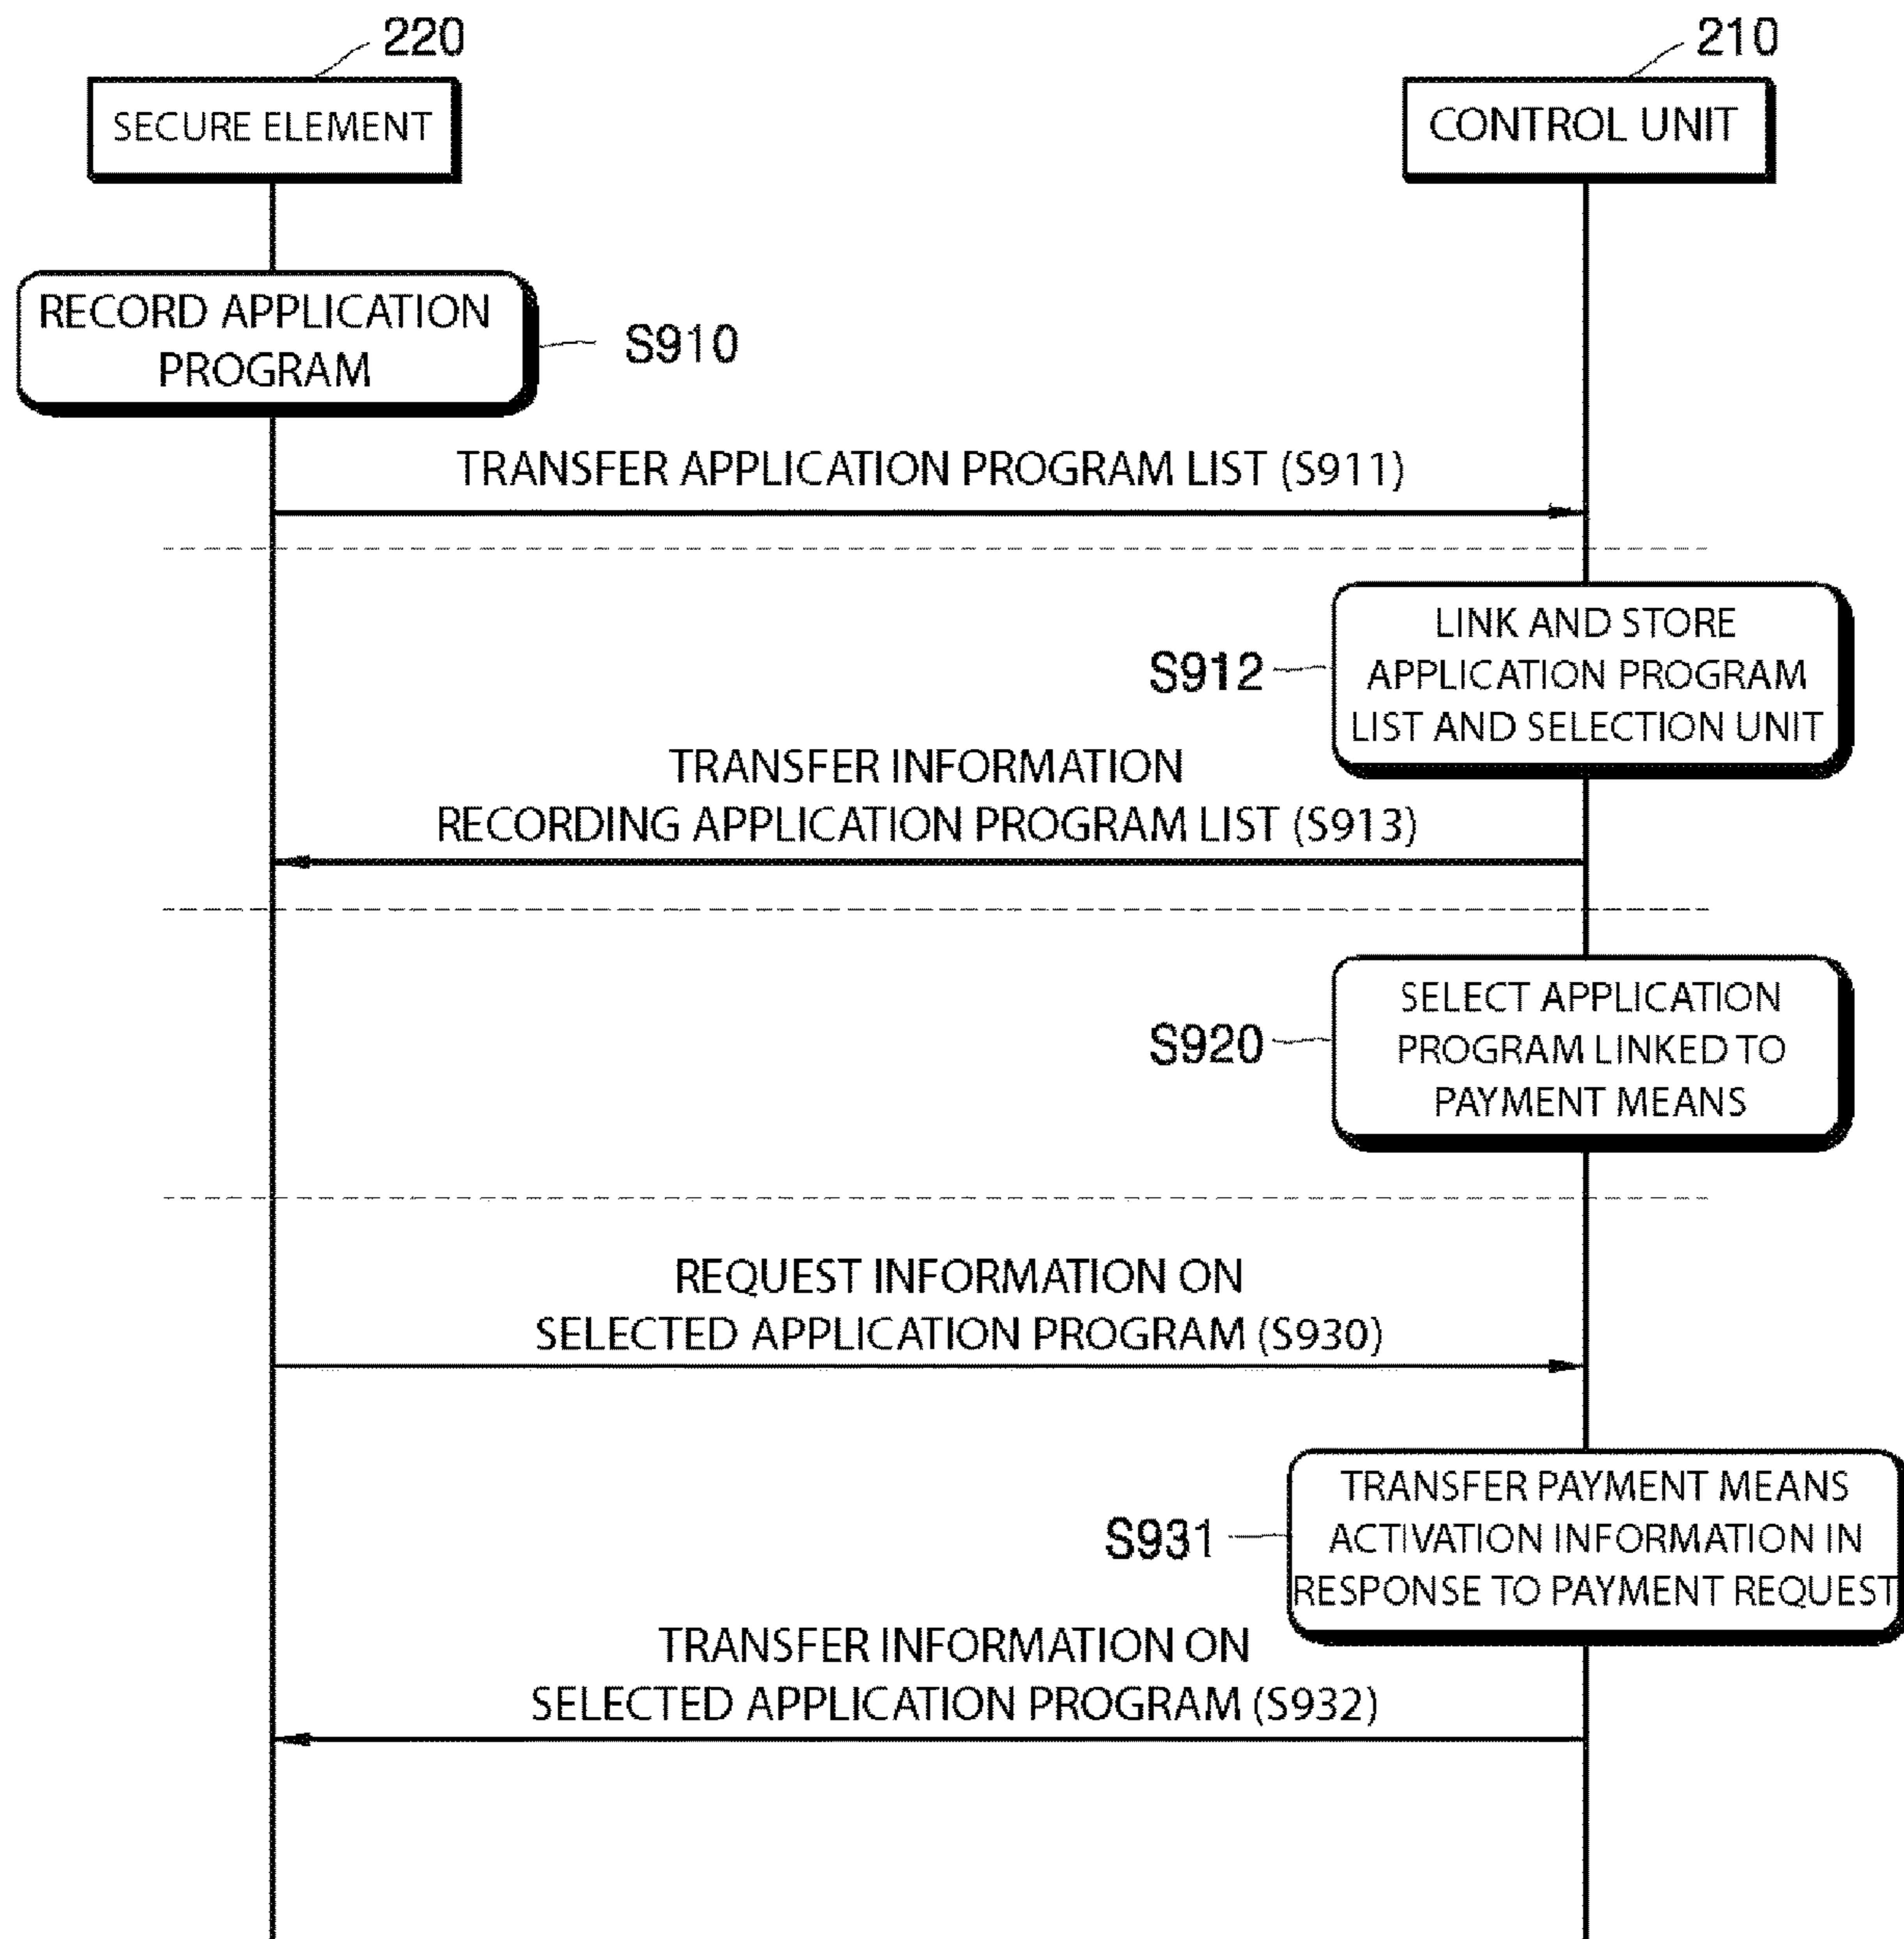 220
210
SECURE ELEMENT
CONTROL UNIT
RECORD APPLICATION
PROGRAM
S910
TRANSFER APPLICATION PROGRAM LIST (S911)
LINK AND STORE
APPLICATION PROGRAM
LIST AND SELECTION UNIT
S912
TRANSFER INFORMATION
RECORDING APPLICATION PROGRAM LIST (S913)
SELECT APPLICATION
PROGRAM LINKED TO
PAYMENT MEANS
S920
REQUEST INFORMATION ON
SELECTED APPLICATION PROGRAM (S930)
TRANSFER PAYMENT MEANS
ACTIVATION INFORMATION IN
RESPONSE TO PAYMENT REQUEST
S931
TRANSFER INFORMATION ON
SELECTED APPLICATION PROGRAM (S932)